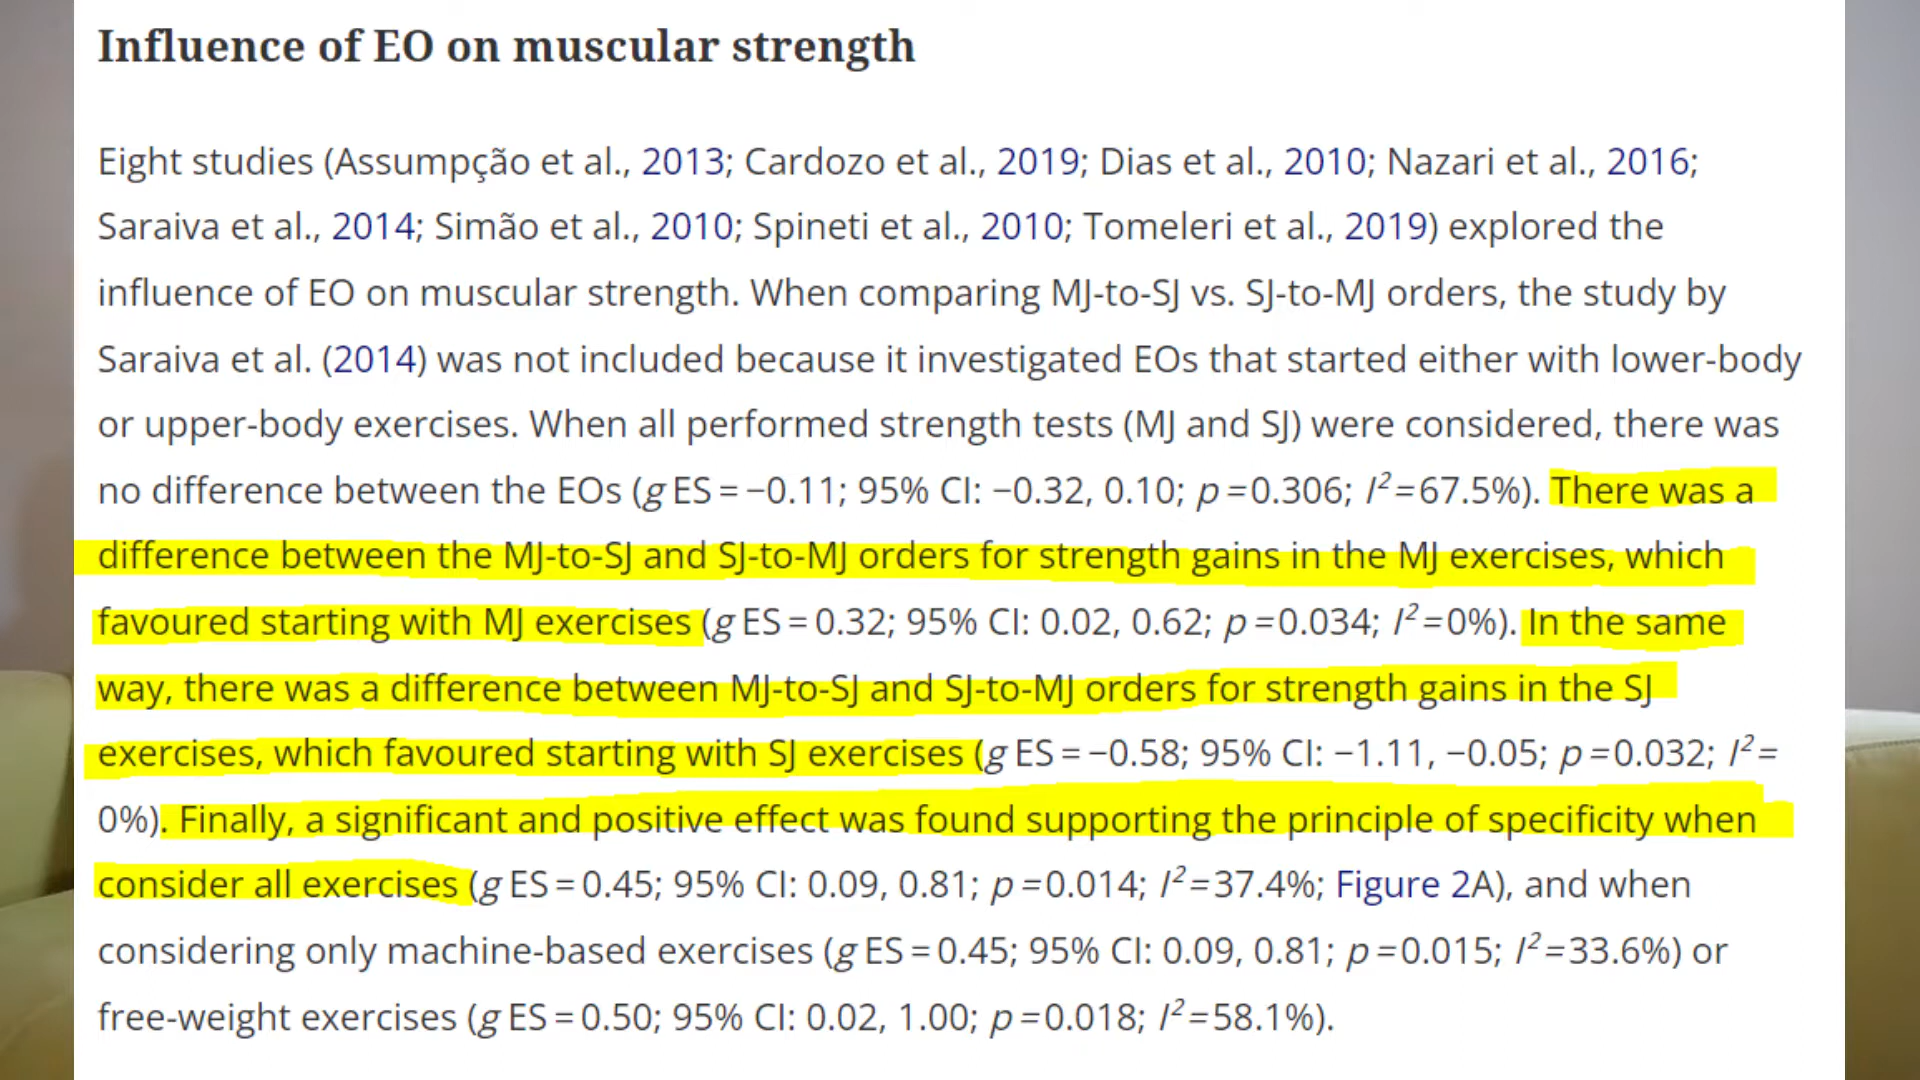 Influence of EO on muscular strength
Eight studies (Assumpção et al., 2013; Cardozo et al., 2019; Dias et al., 2010; Nazari et al., 2016;
Saraiva et al., 2014; Simão et al., 2010; Spineti et al., 2010; Tomeleri et al., 2019) explored the
influence of EO on muscular strength. When comparing MJ-to-SJ vs. SJ-to-MJ orders, the study by
Saraiva et al. (2014) was not included because it investigated EOs that started either with lower-body
or upper-body exercises. When all performed strength tests (MJ and SJ) were considered, there was
no difference between the EOs (g ES = −0.11; 95% CI: −0.32, 0.10; p = 0.306; I² = 67.5%). There was a
difference between the MJ-to-SJ and SJ-to-MJ orders for strength gains in the MJ exercises, which
favoured starting with MJ exercises (g ES = 0.32; 95% CI: 0.02, 0.62; p = 0.034; I² = 0%). In the same
way, there was a difference between MJ-to-SJ and SJ-to-MJ orders for strength gains in the SJ
exercises, which favoured starting with SJ exercises (g ES = −0.58; 95% CI: −1.11, −0.05; p = 0.032; I² =
0%). Finally, a significant and positive effect was found supporting the principle of specificity when
consider all exercises (g ES = 0.45; 95% CI: 0.09, 0.81; p = 0.014; I² = 37.4%; Figure 2A), and when
considering only machine-based exercises (g ES = 0.45; 95% CI: 0.09, 0.81; p = 0.015; I² = 33.6%) or
free-weight exercises (g ES = 0.50; 95% CI: 0.02, 1.00; p = 0.018; I² = 58.1%).